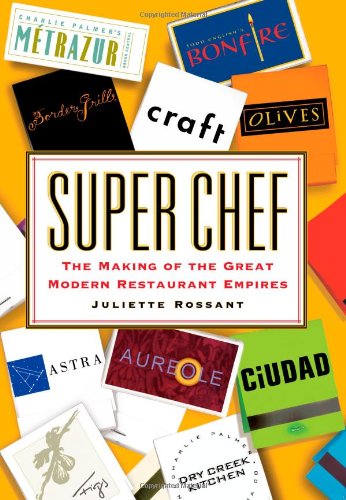 CHARLIE PALMER'S
MÉTRAZUR
TODD ENGLISH'S
BONFIRE
Border Grille
craft
OLIVES
SUPER CHEF
THE MAKING OF THE GREAT
MODERN RESTAURANT EMPIRES
JULIETTE ROSSANT
ASTRA
AUREOLE
CiUDAD
Figs
CHARLIE PALMER
DRY CREEK
KITCHEN